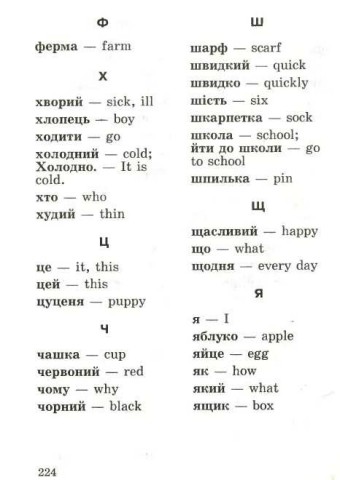 Ф
ферма — farm
Х
хворий — sick, ill
хлопець — boy
ходити — go
холодний — cold;
Холодно. — It is
cold.
хто — who
худий — thin
Ц
це — it, this
цей — this
цуценя — puppy
Ч
чашка — cup
червоний — red
чому — why
чорний — black
224
Ш
шарф — scarf
швидкий — quick
швидко — quickly
шість — six
шкарпетка — sock
школа — school;
йти до школи — go
to school
шпилька — pin
Щ
щасливий — happy
що — what
щодня — every day
Я
я — I
яблуко — apple
яйце — egg
як — how
який — what
ящик — box